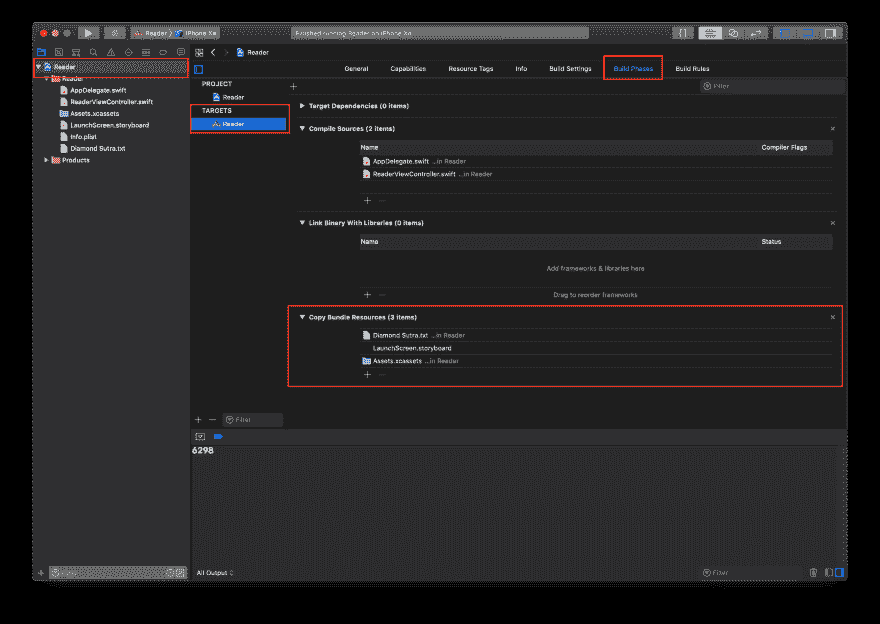 Reader iPhone Xe
Finished running Reader on iPhone Xe
Reader
Reader
General Capabilities Resource Tags Info Build Settings Build Phases Build Rules
Reader
AppDelegate.swift
ReaderViewController.swift
Assets.xcassets
LaunchScreen.storyboard
Info.plist
Diamond Sutra.txt
Products
PROJECT
Reader
TARGETS
Reader
Filter
Target Dependencies (0 items)
Compile Sources (2 items)
Name Compiler Flags
AppDelegate.swift ...in Reader
ReaderViewController.swift ...in Reader
Link Binary With Libraries (0 items)
Name Status
Add frameworks & libraries here
Drag to reorder frameworks
Copy Bundle Resources (3 items)
Diamond Sutra.txt ...in Reader
LaunchScreen.storyboard
Assets.xcassets ...in Reader
Filter
6298
All Output
Filter